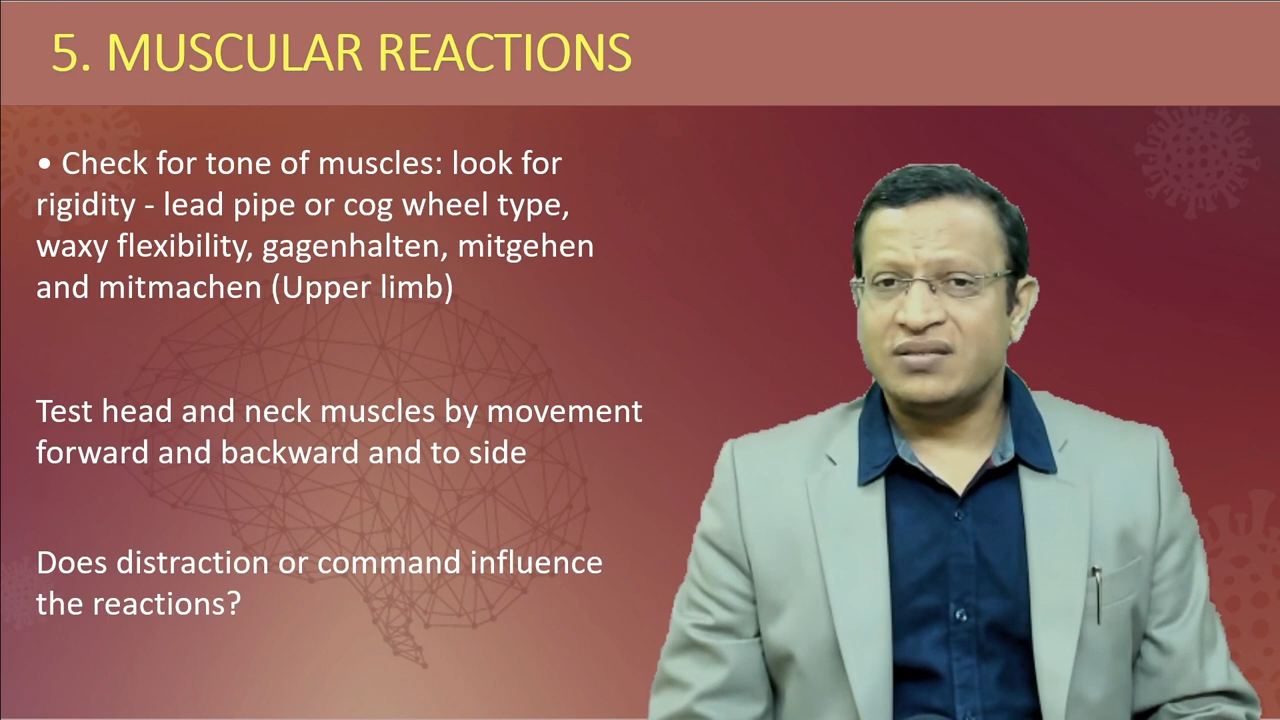 5. MUSCULAR REACTIONS
• Check for tone of muscles: look for
rigidity - lead pipe or cog wheel type,
waxy flexibility, gagenhalten, mitgehen
and mitmachen (Upper limb)
Test head and neck muscles by movement
forward and backward and to side
Does distraction or command influence
the reactions?